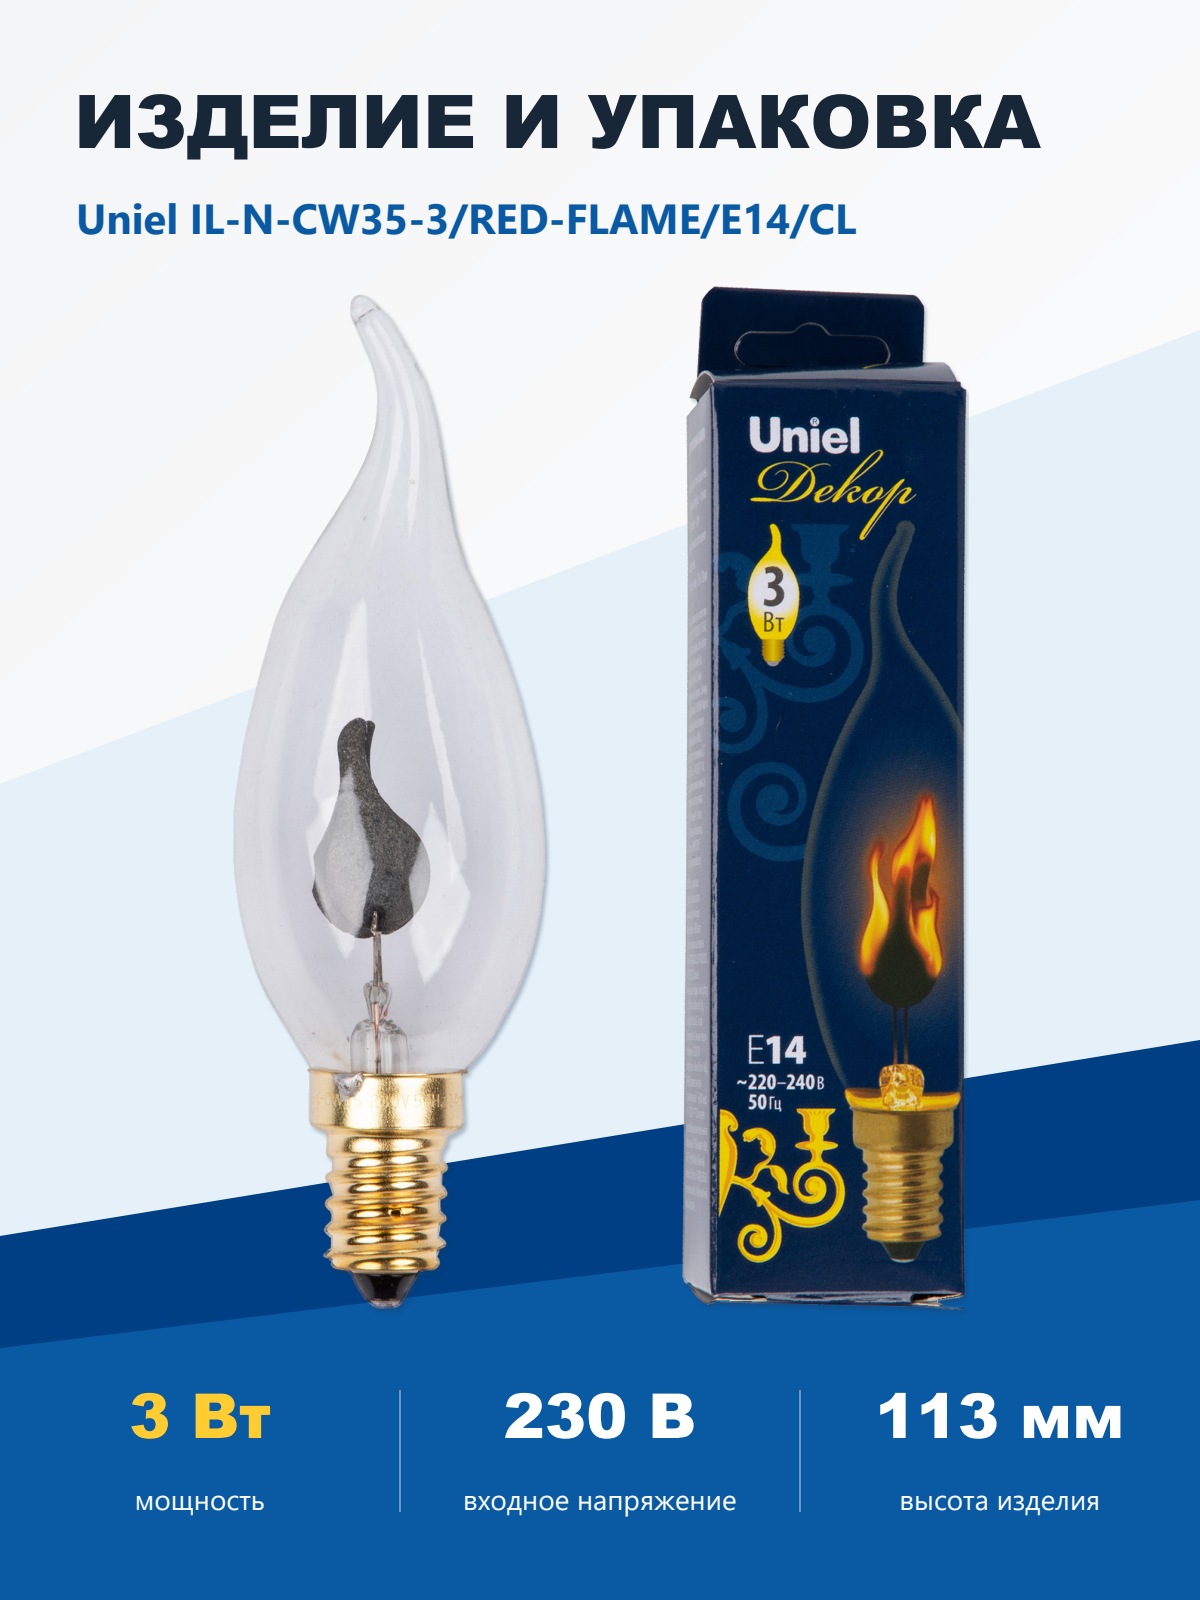 ИЗДЕЛИЕ И УПАКОВКА
Uniel IL-N-CW35-3/RED-FLAME/E14/CL
Uniel
Декор
3
Вт
E14
~220–240В
50Гц
3 Вт
230 В
113 мм
мощность
входное напряжение
высота изделия